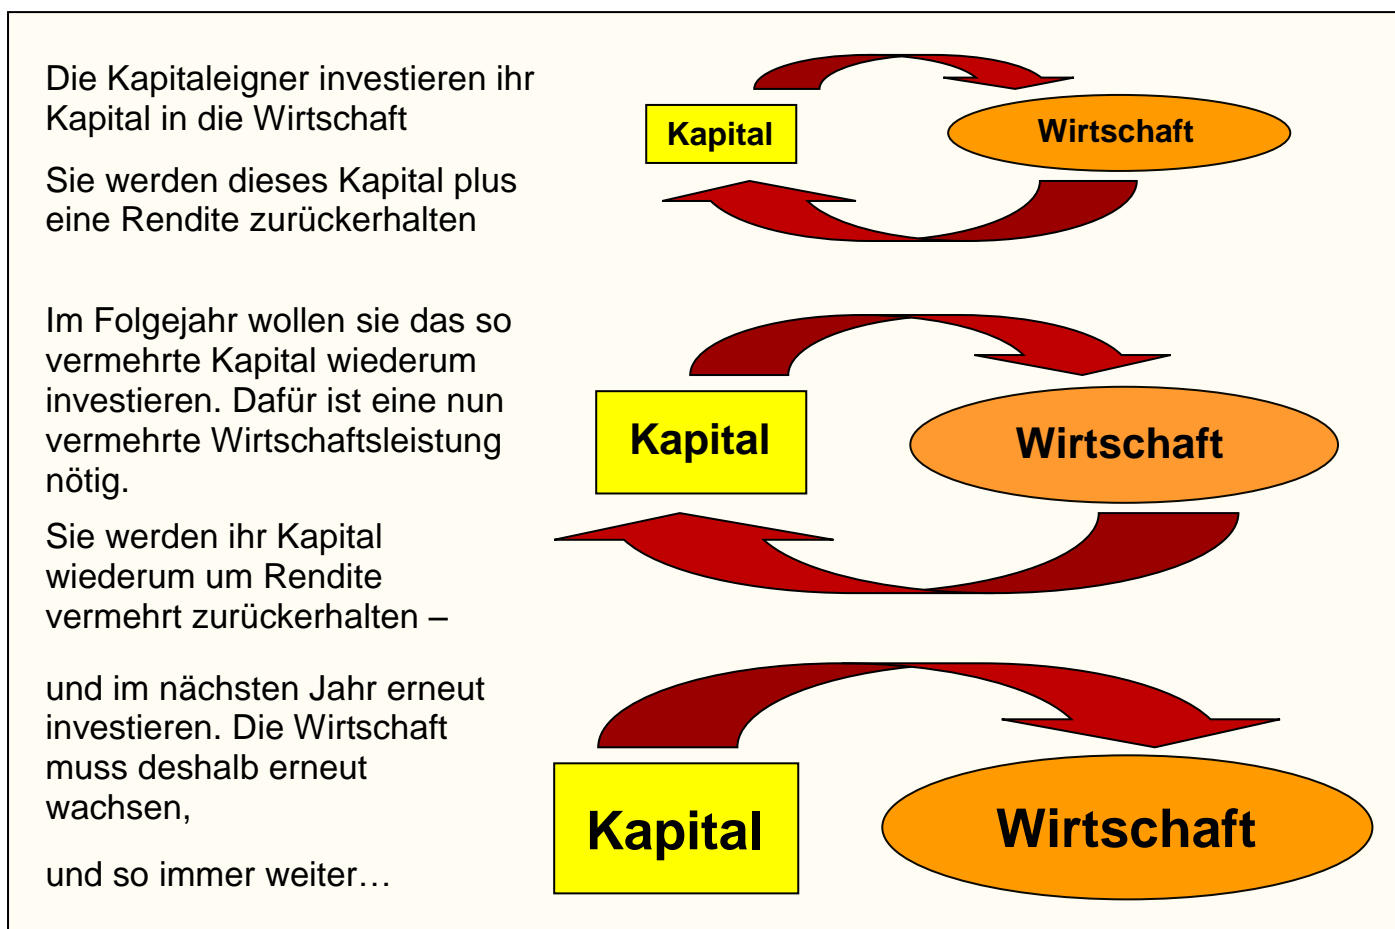 Die Kapitaleigner investieren ihr
Kapital in die Wirtschaft
Sie werden dieses Kapital plus
eine Rendite zurückerhalten
Kapital
Wirtschaft
Im Folgejahr wollen sie das so
vermehrte Kapital wiederum
investieren. Dafür ist eine nun
vermehrte Wirtschaftsleistung
nötig.
Sie werden ihr Kapital
wiederum um Rendite
vermehrt zurückerhalten –
Kapital
Wirtschaft
und im nächsten Jahr erneut
investieren. Die Wirtschaft
muss deshalb erneut
wachsen,
und so immer weiter…
Kapital
Wirtschaft